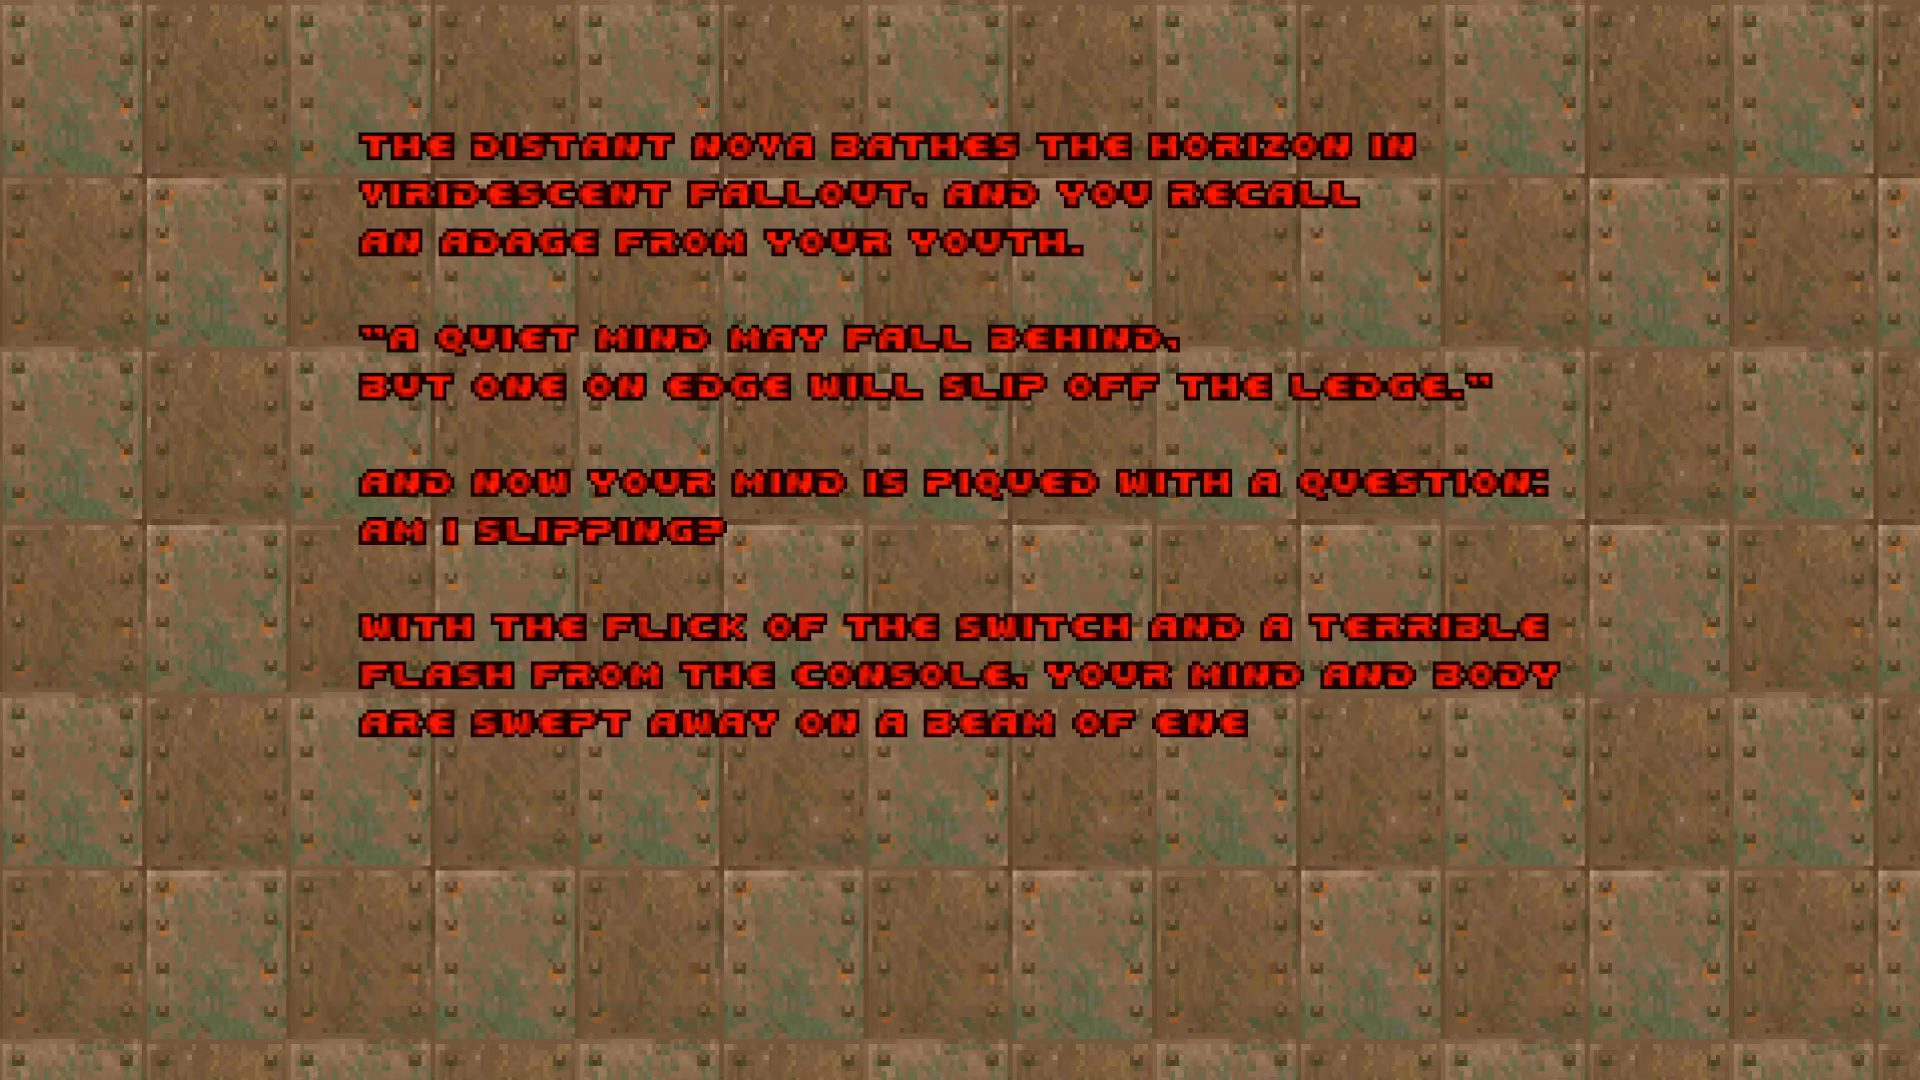 THE DISTANT NOVA BATHES THE HORIZON IN
VIRIDESCENT FALLOUT, AND YOU RECALL
AN ADAGE FROM YOUR YOUTH.
"A QUIET MIND MAY FALL BEHIND,
BUT ONE ON EDGE WILL SLIP OFF THE LEDGE."
AND NOW YOUR MIND IS PIQUED WITH A QUESTION:
AM I SLIPPING?
WITH THE FLICK OF THE SWITCH AND A TERRIBLE
FLASH FROM THE CONSOLE, YOUR MIND AND BODY
ARE SWEPT AWAY ON A BEAM OF ENE